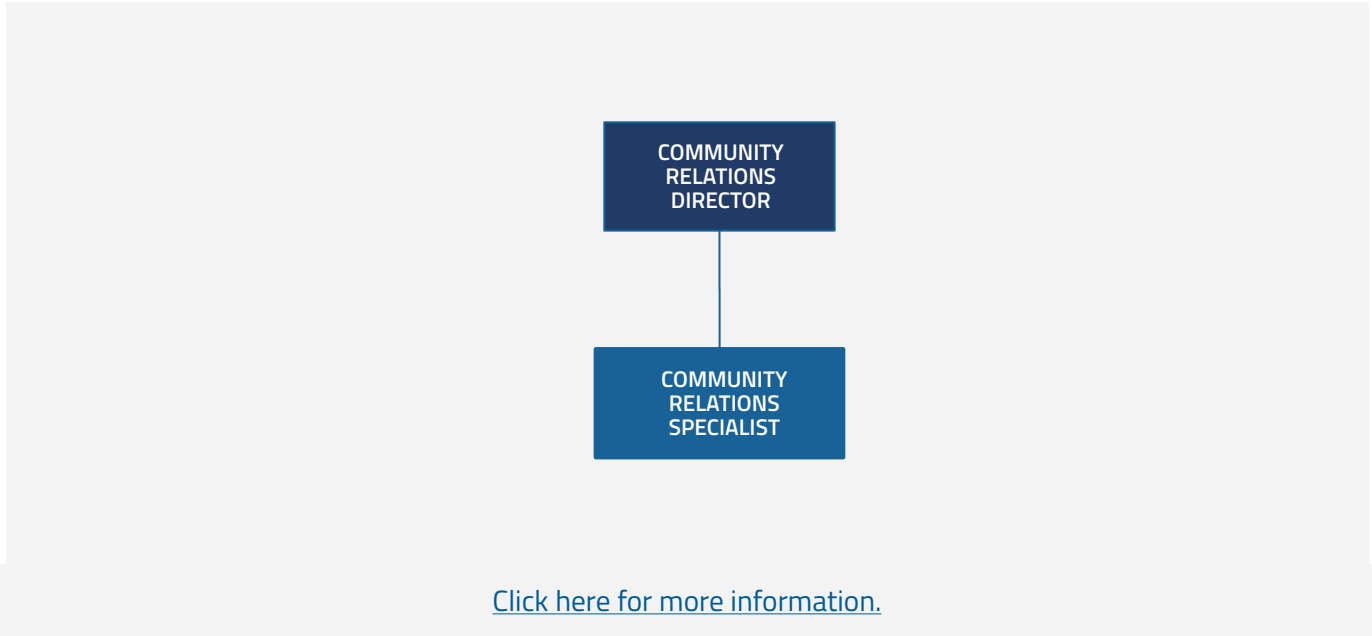 COMMUNITY
RELATIONS
DIRECTOR
COMMUNITY
RELATIONS
SPECIALIST
Click here for more information.